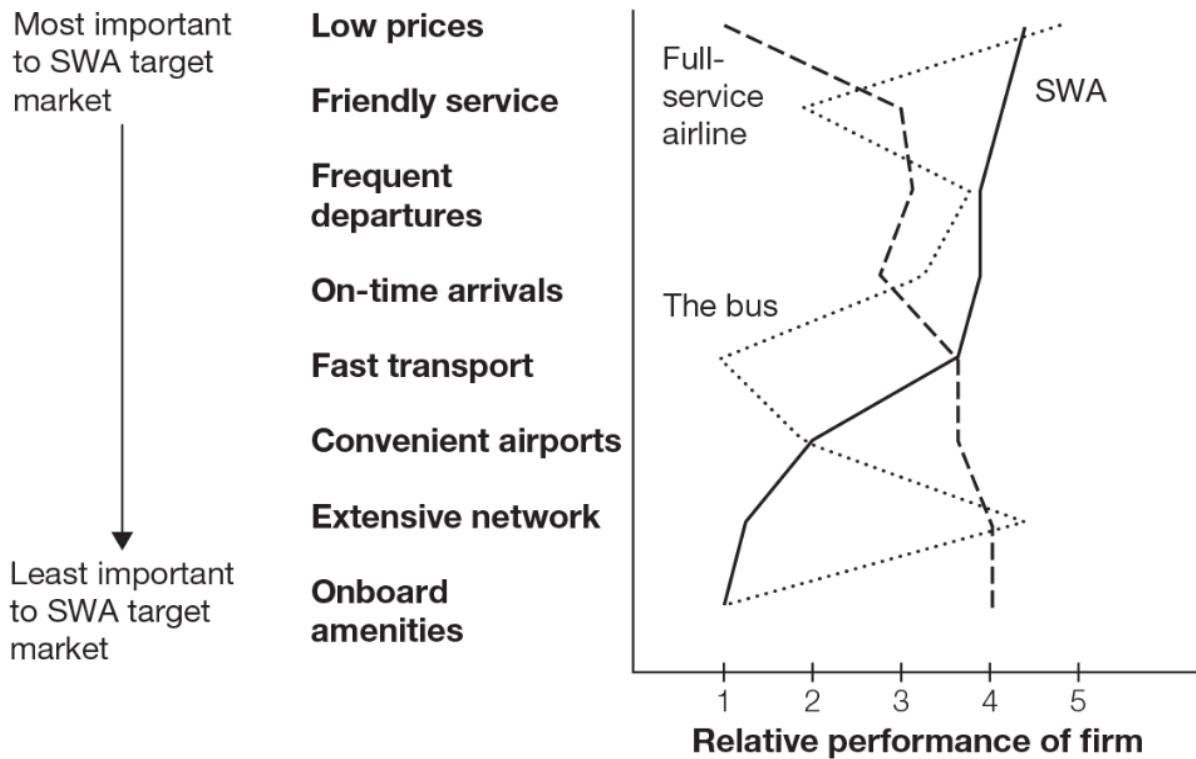 Most important
to SWA target
market
Low prices
Friendly service
Frequent
departures
On-time arrivals
Fast transport
Convenient airports
Extensive network
Onboard
amenities
Least important
to SWA target
market
Full-
service
airline
SWA
The bus
1 2 3 4 5
Relative performance of firm